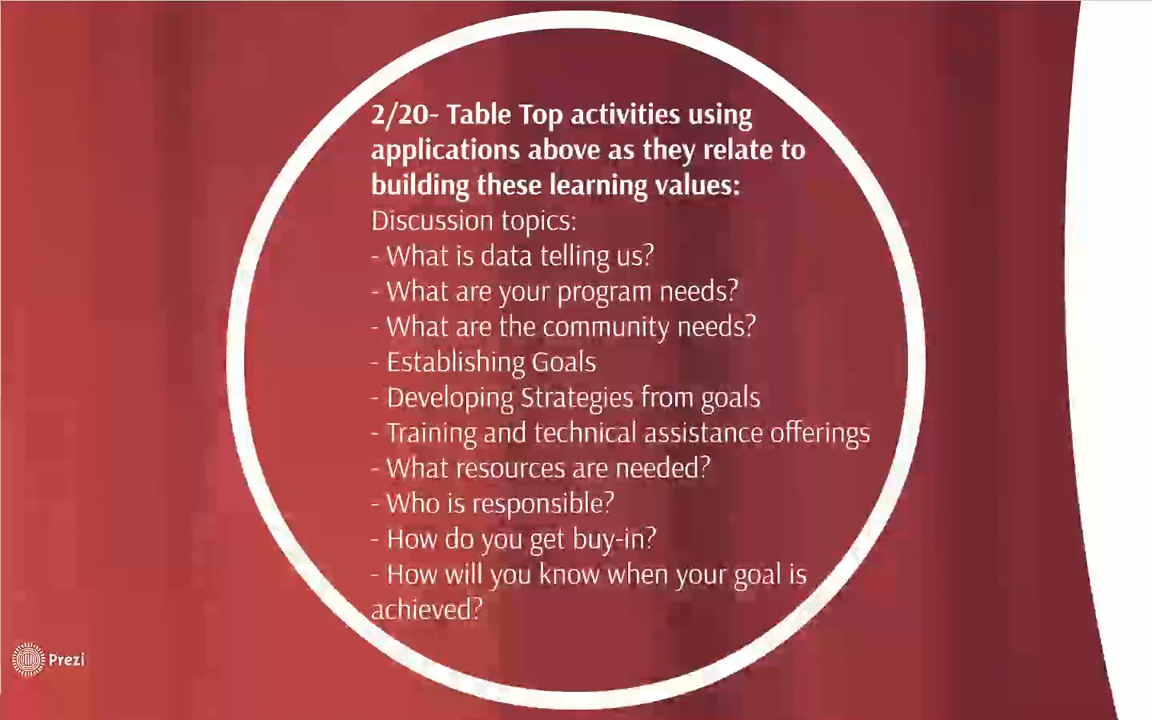 2/20- Table Top activities using
applications above as they relate to
building these learning values:
Discussion topics:
- What is data telling us?
- What are your program needs?
- What are the community needs?
- Establishing Goals
- Developing Strategies from goals
- Training and technical assistance offerings
- What resources are needed?
- Who is responsible?
- How do you get buy-in?
- How will you know when your goal is
achieved?
Prezi